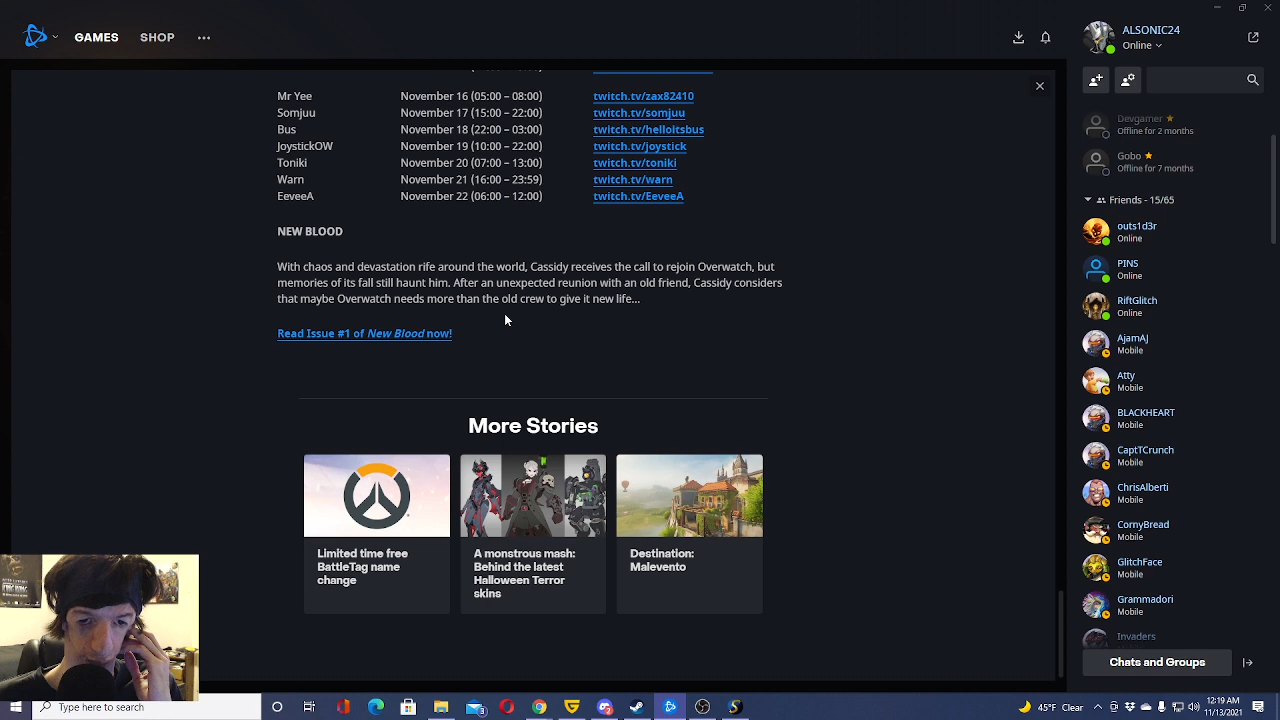 GAMES SHOP ...
ALSONIC24
Online
Mr Yee November 16 (05:00 – 08:00) twitch.tv/zax82410
Somjuu November 17 (15:00 – 22:00) twitch.tv/somjuu
Bus November 18 (22:00 – 03:00) twitch.tv/helloitsbus
JoystickOW November 19 (10:00 – 22:00) twitch.tv/joystick
Toniki November 20 (07:00 – 13:00) twitch.tv/toniki
Warn November 21 (16:00 – 23:59) twitch.tv/warn
EeveeA November 22 (06:00 – 12:00) twitch.tv/EeveeA
NEW BLOOD
With chaos and devastation rife around the world, Cassidy receives the call to rejoin Overwatch, but
memories of its fall still haunt him. After an unexpected reunion with an old friend, Cassidy considers
that maybe Overwatch needs more than the old crew to give it new life...
Read Issue #1 of New Blood now!
More Stories
Limited time free
BattleTag name
change
A monstrous mash:
Behind the latest
Halloween Terror
skins
Destination:
Malevento
Devgamer
Offline for 2 months
Gobo
Offline for 7 months
Friends - 15/65
outs1d3r
Online
PINS
Online
RiftGlitch
Online
AjamAJ
Mobile
Atty
Mobile
BLACKHEART
Mobile
CaptTCrunch
Mobile
ChrisAlberti
Mobile
CornyBread
Mobile
GlitchFace
Mobile
Grammadori
Mobile
Invaders
Chats and Groups
Type here to search
45°F Clear
12:19 AM
11/13/2021